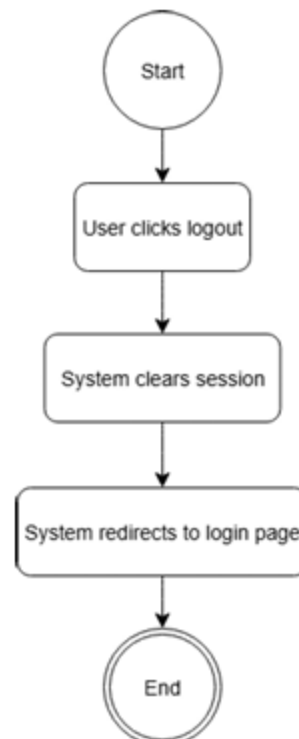 Start
User clicks logout
System clears session
System redirects to login page
End